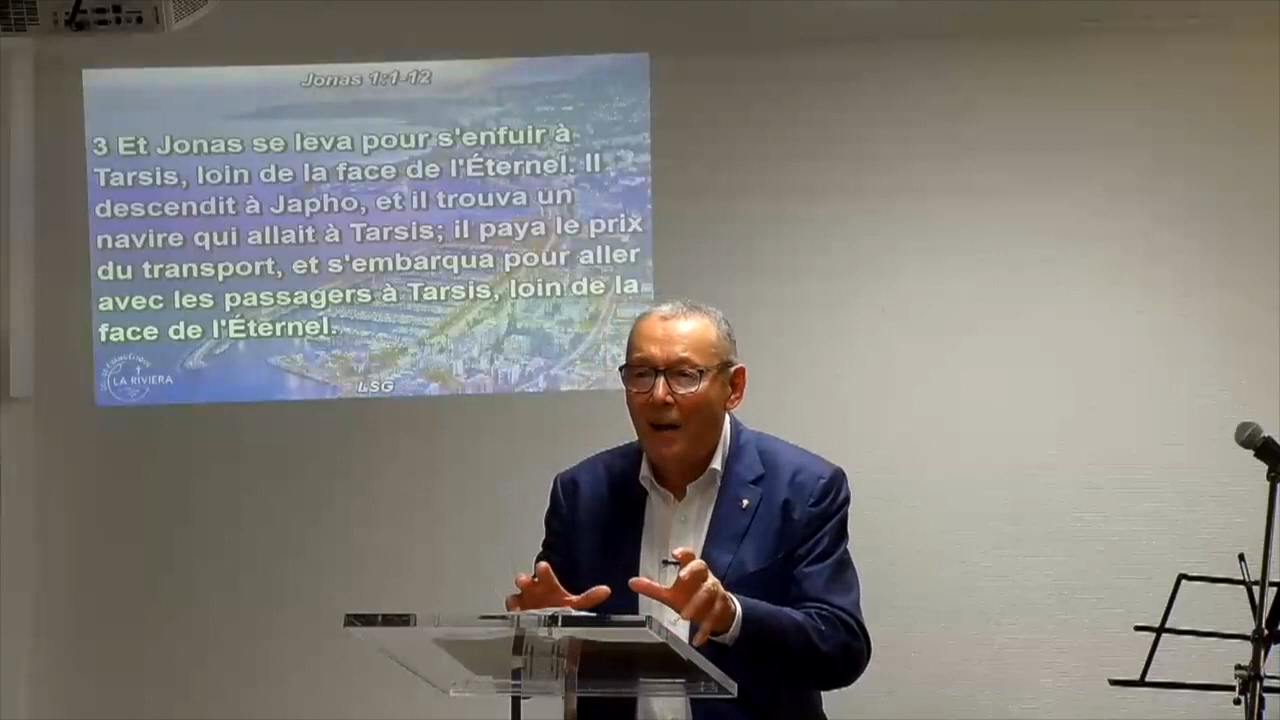 Jonas 1:1-12
3 Et Jonas se leva pour s'enfuir à
Tarsis, loin de la face de l'Éternel. Il
descendit à Japho, et il trouva un
navire qui allait à Tarsis; il paya le prix
du transport, et s'embarqua pour aller
avec les passagers à Tarsis, loin de la
face de l'Éternel.
ÉVANGÉLIQUE
LA RIVIERA
LSG